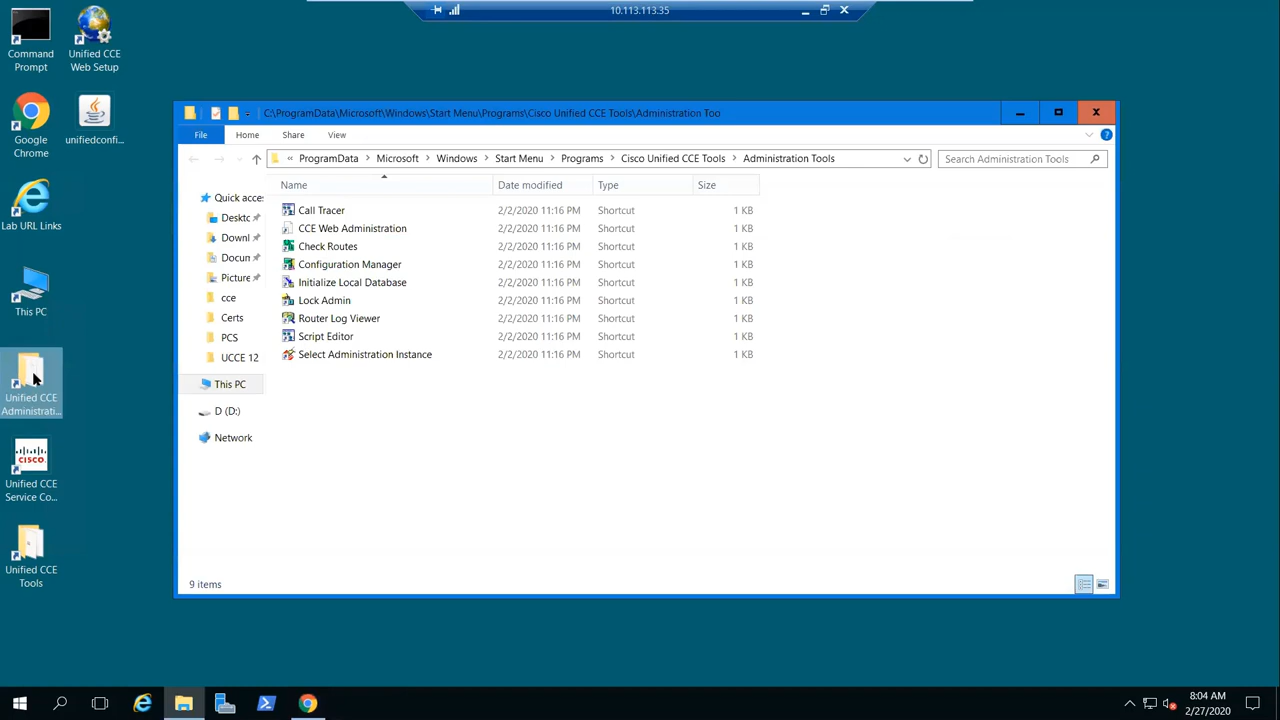 10.113.113.35
Command Prompt
Unified CCE Web Setup
Google Chrome
unifiedconfi...
Lab URL Links
This PC
Unified CCE Administrati...
CISCO
Unified CCE Service Co...
Unified CCE Tools
C:\ProgramData\Microsoft\Windows\Start Menu\Programs\Cisco Unified CCE Tools\Administration Too
File Home Share View
« ProgramData > Microsoft > Windows > Start Menu > Programs > Cisco Unified CCE Tools > Administration Tools
Search Administration Tools
Name Date modified Type Size
Quick acces
Deskto
Downl
Docum
Picture
cce
Certs
PCS
UCCE 12
This PC
D (D:)
Network
Call Tracer 2/2/2020 11:16 PM Shortcut 1 KB
CCE Web Administration 2/2/2020 11:16 PM Shortcut 1 KB
Check Routes 2/2/2020 11:16 PM Shortcut 1 KB
Configuration Manager 2/2/2020 11:16 PM Shortcut 1 KB
Initialize Local Database 2/2/2020 11:16 PM Shortcut 1 KB
Lock Admin 2/2/2020 11:16 PM Shortcut 1 KB
Router Log Viewer 2/2/2020 11:16 PM Shortcut 1 KB
Script Editor 2/2/2020 11:16 PM Shortcut 1 KB
Select Administration Instance 2/2/2020 11:16 PM Shortcut 1 KB
9 items
8:04 AM
2/27/2020